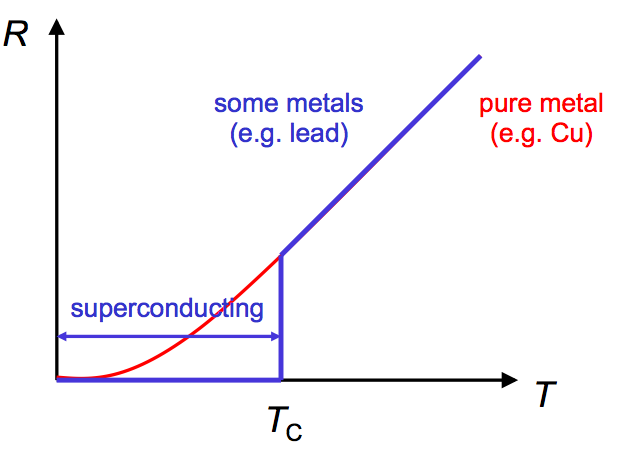 R
some metals
(e.g. lead)
pure metal
(e.g. Cu)
superconducting
T
TC